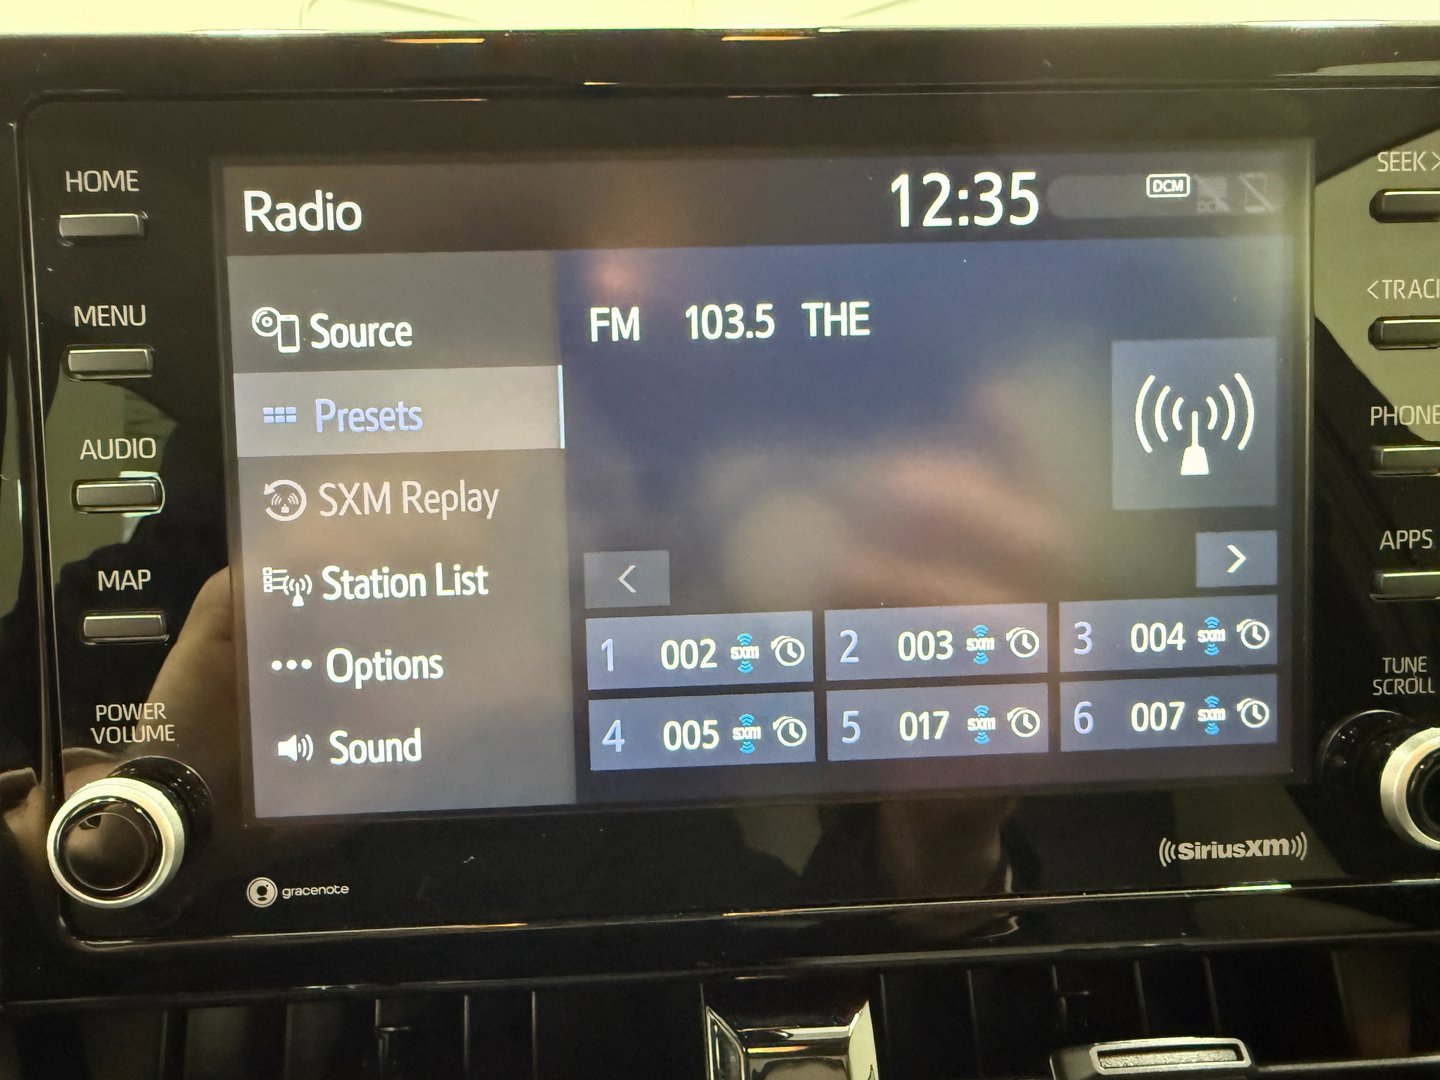 HOME
MENU
AUDIO
MAP
POWER
VOLUME
Radio
12:35
DCM
Source
Presets
SXM Replay
Station List
Options
Sound
FM 103.5 THE
1 002 sxm
2 003 sxm
3 004 sxm
4 005 sxm
5 017 sxm
6 007 sxm
gracenote
SiriusXM
SEEK >
< TRAC
PHONE
APPS
TUNE
SCROLL